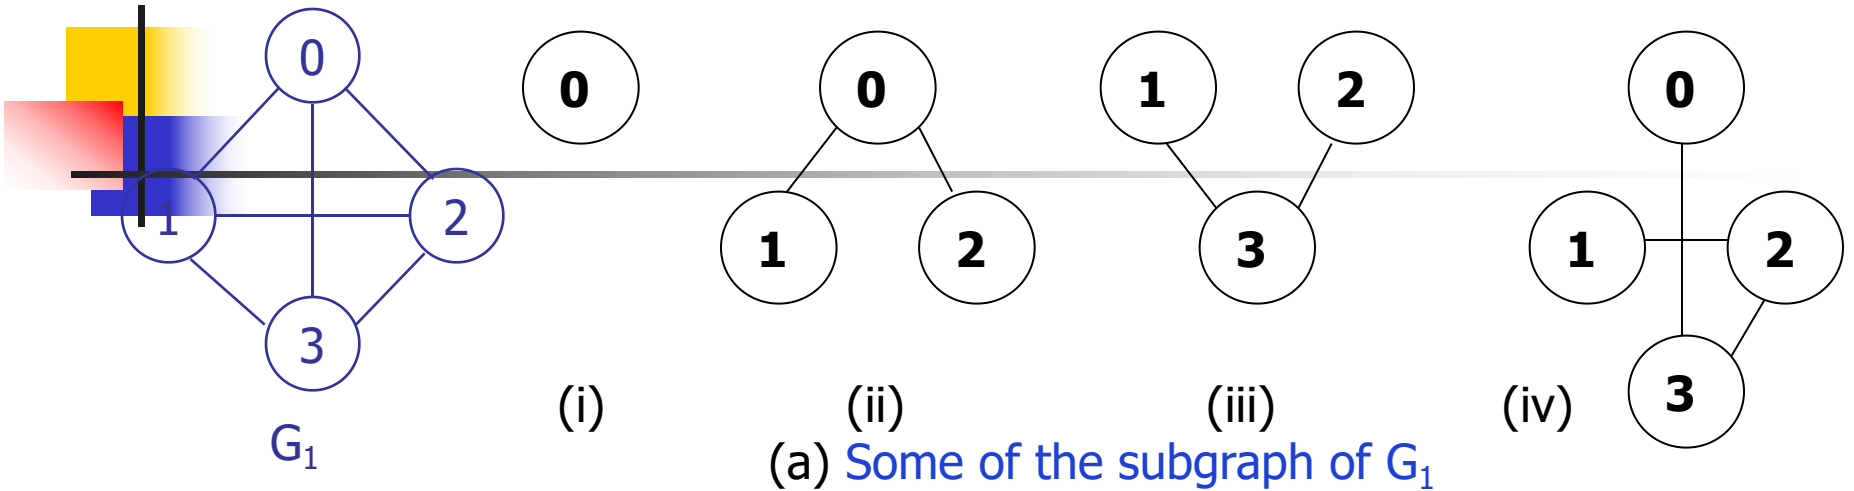 0 0 0 1 2 0
1 2 1 2 3 1 2
3 3
(i) (ii) (iii) (iv)
G₁
(a) Some of the subgraph of G₁